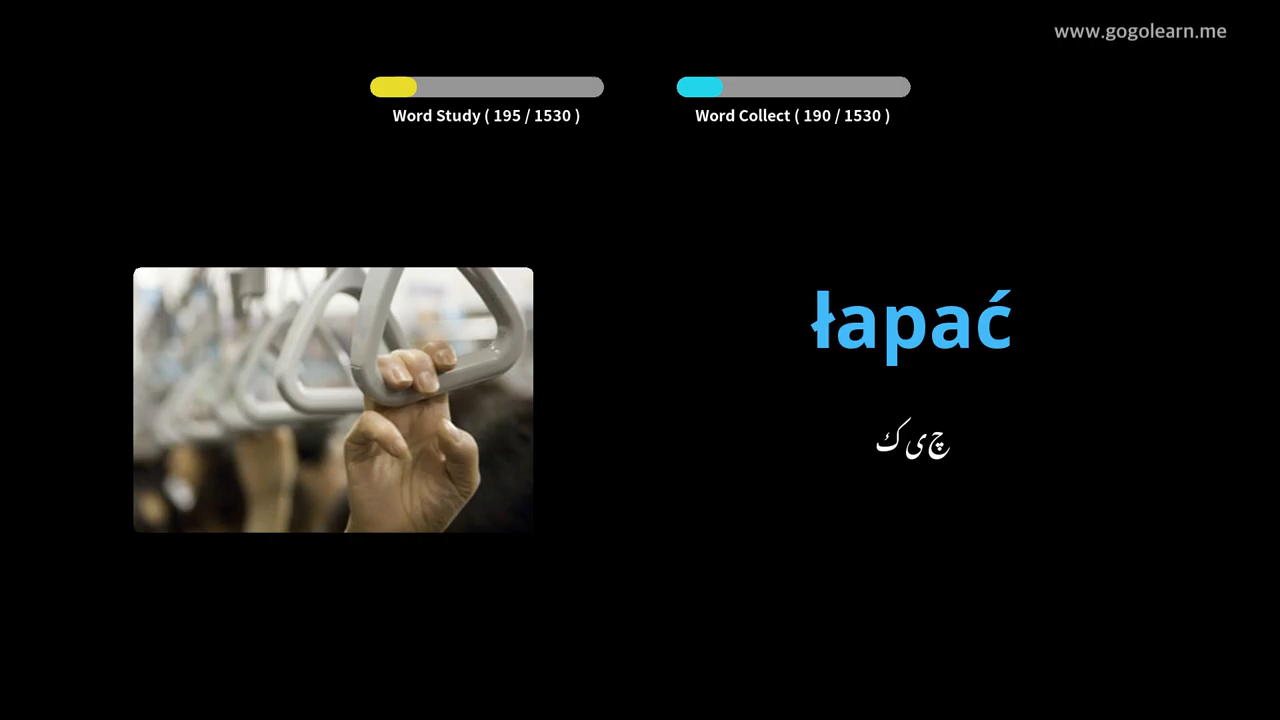 www.gogolearn.me
Word Study ( 195 / 1530 )
Word Collect ( 190 / 1530 )
łapać
چ ی ک